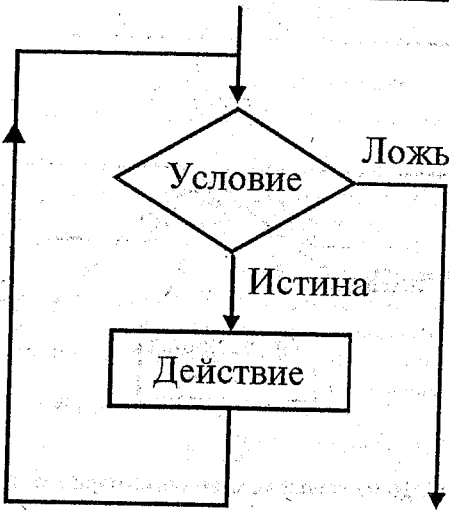 Условие
Ложь
Истина
Действие